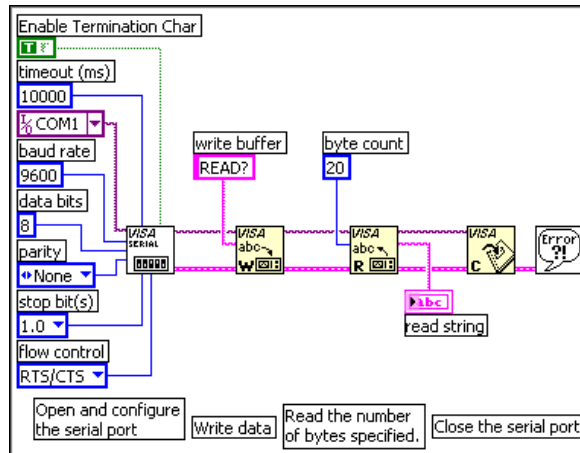 Enable Termination Char
T F
timeout (ms)
10000
I/O COM1
baud rate
9600
data bits
8
parity
None
stop bit(s)
1.0
flow control
RTS/CTS
VISA
SERIAL
write buffer
READ?
VISA
abc
W
byte count
20
VISA
abc
R
abc
read string
VISA
C
Error
?!
Open and configure
the serial port
Write data
Read the number
of bytes specified.
Close the serial port